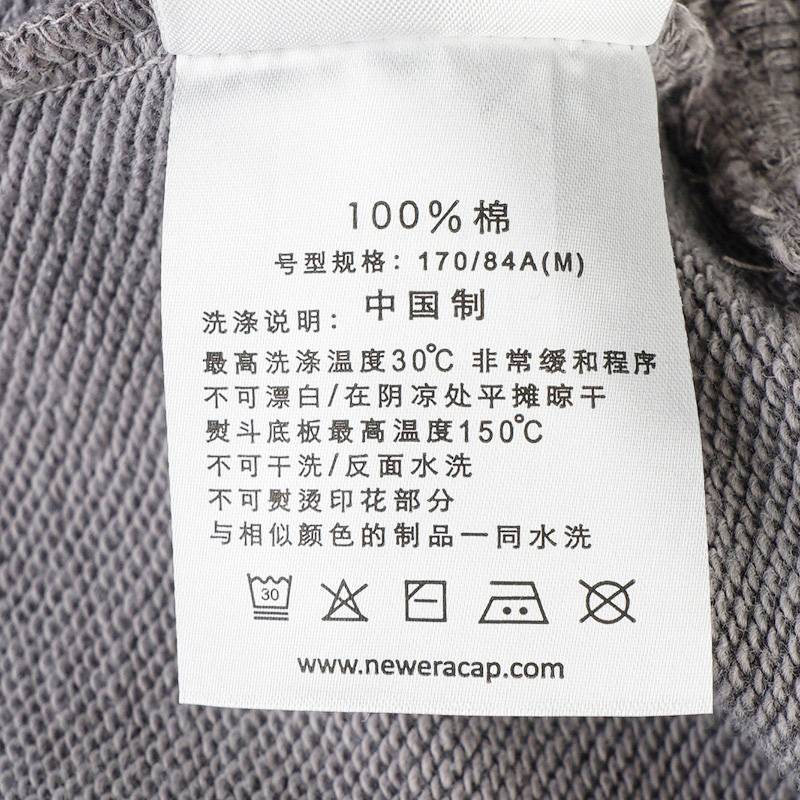 100%棉
号型规格：170/84A(M)
中国制
洗涤说明：
最高洗涤温度30℃ 非常缓和程序
不可漂白/在阴凉处平摊晾干
熨斗底板最高温度150℃
不可干洗/反面水洗
不可熨烫印花部分
与相似颜色的制品一同水洗
30
www.neweracap.com